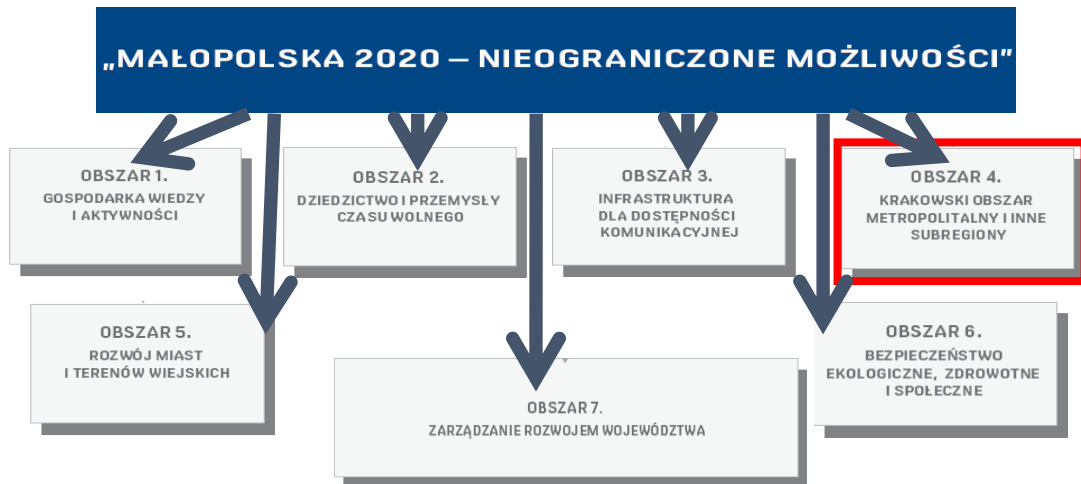 „MAŁOPOLSKA 2020 – NIEOGRANICZONE MOŻLIWOŚCI”
OBSZAR 1.
GOSPODARKA WIEDZY
I AKTYWNOŚCI
OBSZAR 2.
DZIEDZICTWO I PRZEMYSŁY
CZASU WOLNEGO
OBSZAR 3.
INFRASTRUKTURA
DLA DOSTĘPNOŚCI
KOMUNIKACYJNEJ
OBSZAR 4.
KRAKOWSKI OBSZAR
METROPOLITALNY I INNE
SUBREGIONY
OBSZAR 5.
ROZWÓJ MIAST
I TERENÓW WIEJSKICH
OBSZAR 7.
ZARZĄDZANIE ROZWOJEM WOJEWÓDZTWA
OBSZAR 6.
BEZPIECZEŃSTWO
EKOLOGICZNE, ZDROWOTNE
I SPOŁECZNE